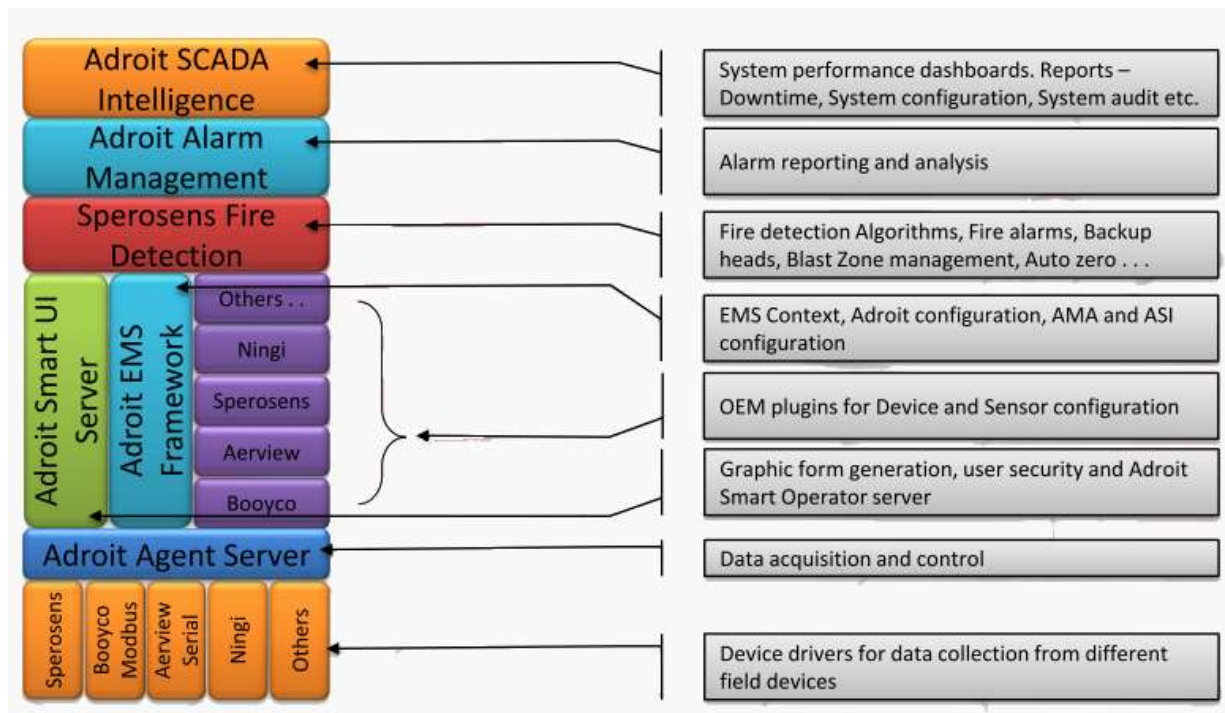 Adroit SCADA
Intelligence
System performance dashboards. Reports –
Downtime, System configuration, System audit etc.
Adroit Alarm
Management
Alarm reporting and analysis
Sperosens Fire
Detection
Fire detection Algorithms, Fire alarms, Backup
heads, Blast Zone management, Auto zero . . .
Adroit Smart UI
Server
Adroit EMS
Framework
Others . .
Ningi
Sperosens
Aerview
Booyco
EMS Context, Adroit configuration, AMA and ASI
configuration
OEM plugins for Device and Sensor configuration
Graphic form generation, user security and Adroit
Smart Operator server
Adroit Agent Server
Data acquisition and control
Sperosens
Booyco
Modbus
Aerview
Serial
Ningi
Others
Device drivers for data collection from different
field devices